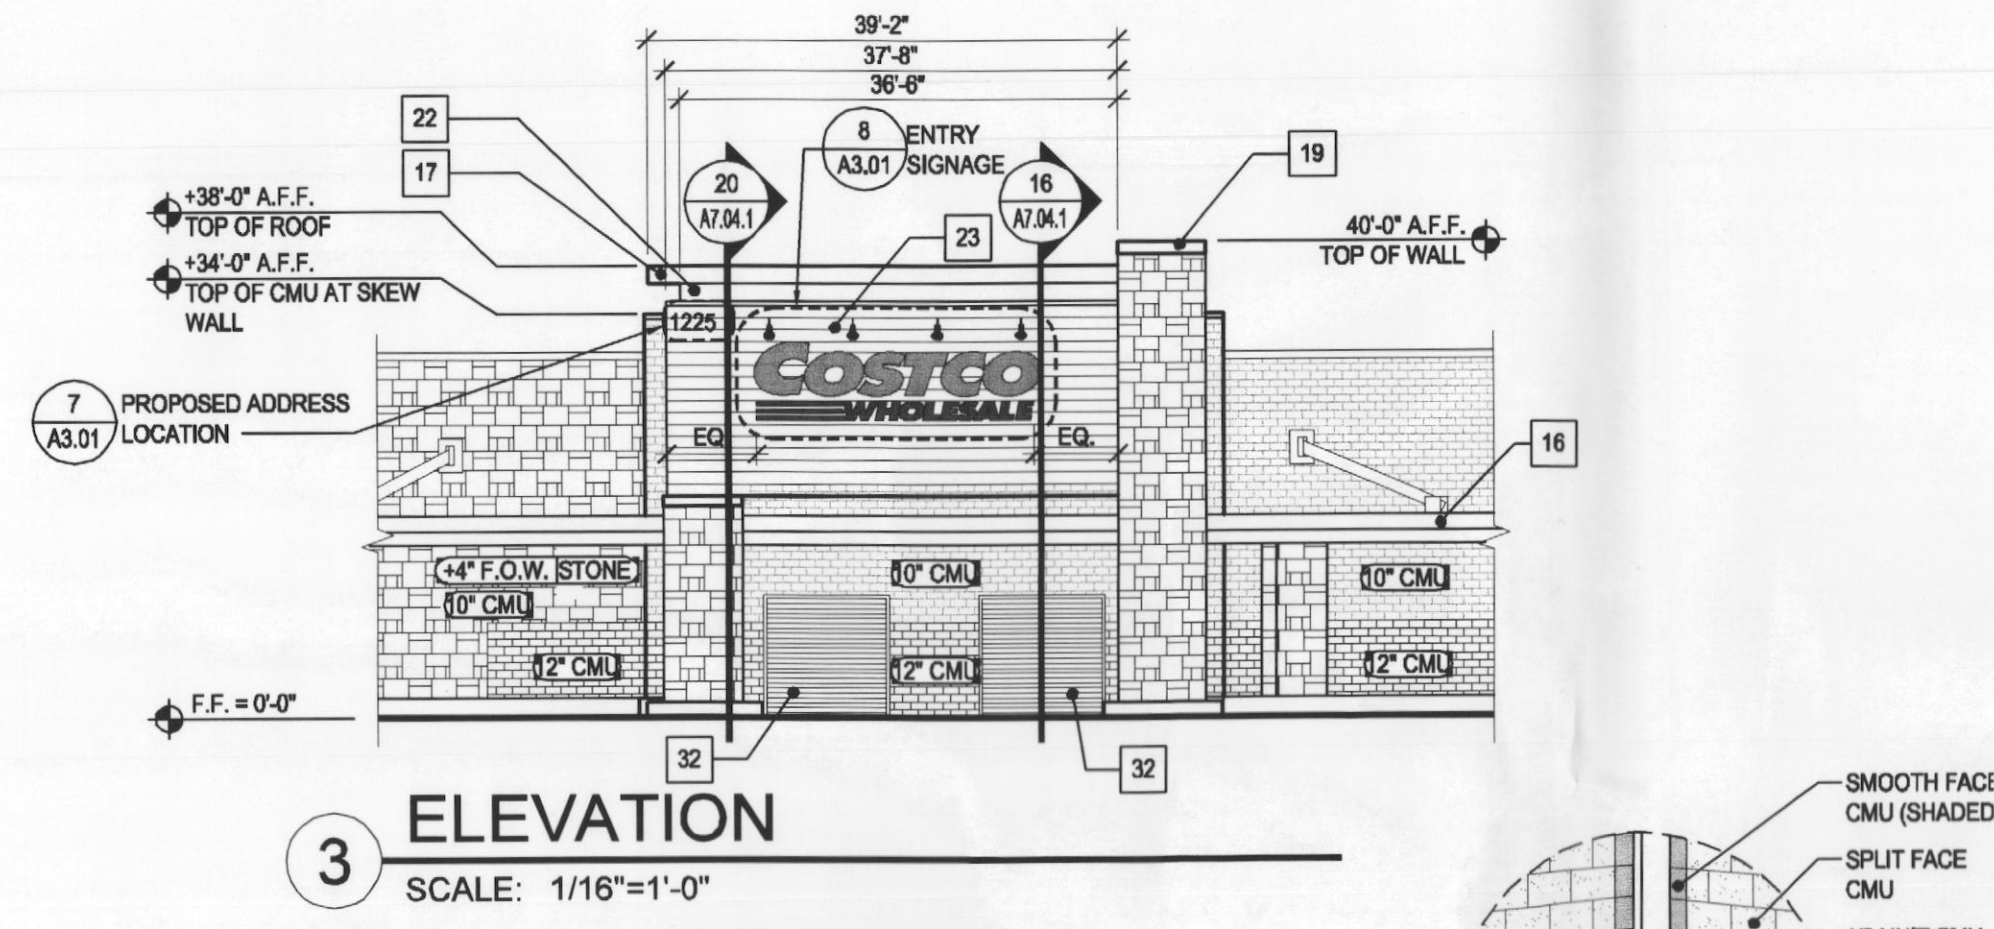 39'-2"
37'-8"
36'-6"
22
17
8
A3.01
ENTRY
SIGNAGE
20
A7.04.1
16
A7.04.1
19
23
+38'-0" A.F.F.
TOP OF ROOF
+34'-0" A.F.F.
TOP OF CMU AT SKEW
WALL
40'-0" A.F.F.
TOP OF WALL
1225
7
A3.01
PROPOSED ADDRESS
LOCATION
COSTCO
WHOLESALE
EQ
EQ.
16
+4" F.O.W. STONE
10" CMU
12" CMU
10" CMU
12" CMU
10" CMU
12" CMU
F.F. = 0'-0"
32
32
3
ELEVATION
SCALE: 1/16"=1'-0"
SMOOTH FACE
CMU (SHADED
SPLIT FACE
CMU